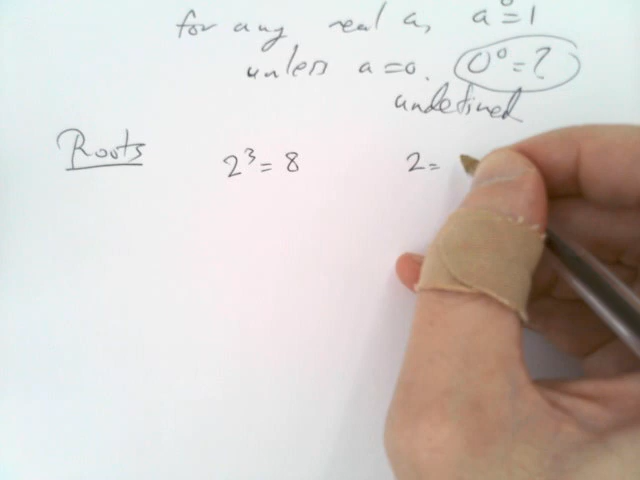 for any real a, a⁰=1
unless a=0. 0⁰=?
undefined
Roots 2³=8 2=